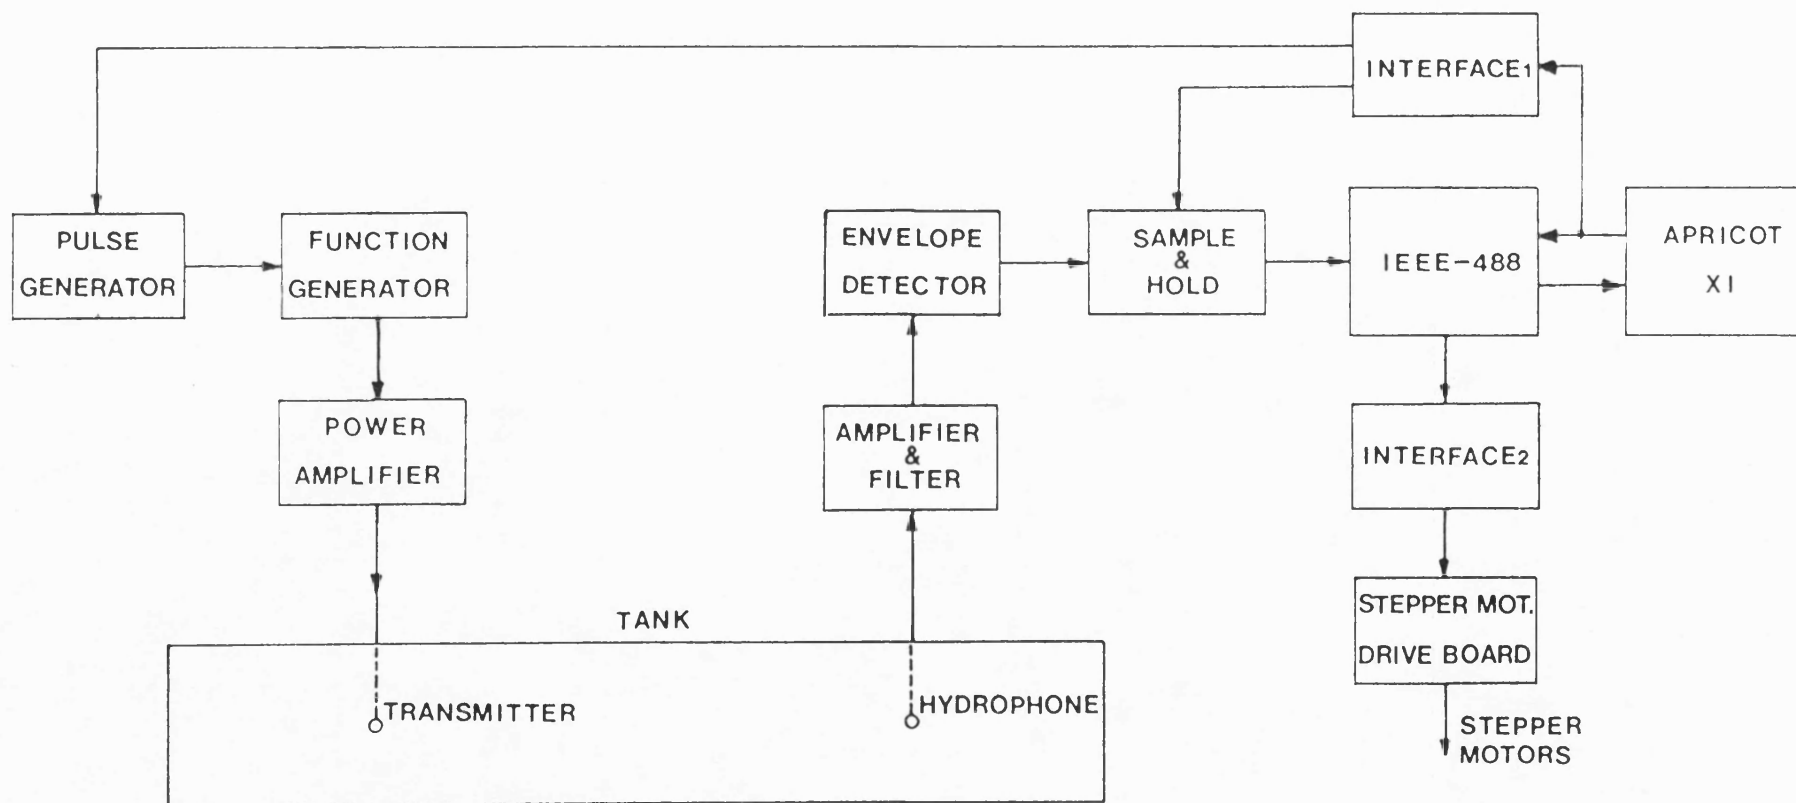 INTERFACE1
PULSE
GENERATOR
FUNCTION
GENERATOR
ENVELOPE
DETECTOR
SAMPLE
&
HOLD
IEEE-488
APRICOT
XI
POWER
AMPLIFIER
AMPLIFIER
&
FILTER
INTERFACE2
STEPPER MOT.
DRIVE BOARD
TANK
TRANSMITTER
HYDROPHONE
STEPPER
MOTORS